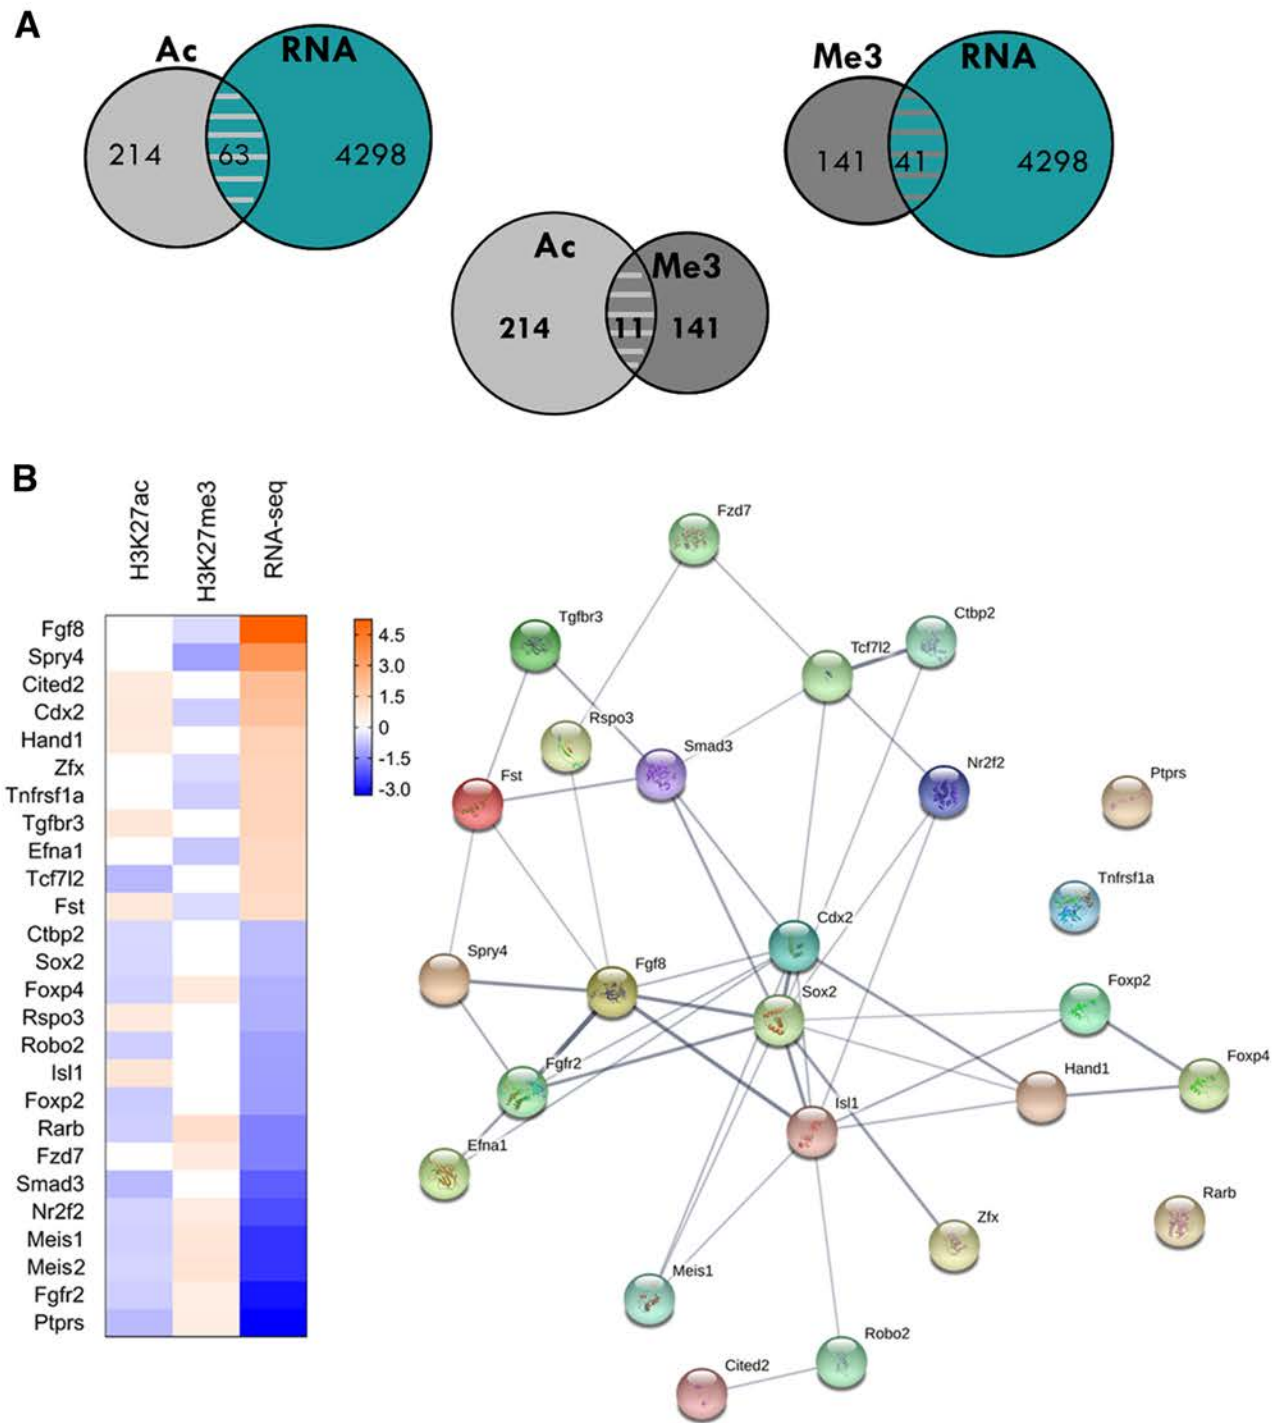 A
Ac
RNA
214
63
4298
Me3
RNA
141
41
4298
Ac
Me3
214
11
141
B
H3K27ac
H3K27me3
RNA-seq
Fgf8
Spry4
Cited2
Cdx2
Hand1
Zfx
Tnfrsf1a
Tgfbr3
Efna1
Tcf7l2
Fst
Ctbp2
Sox2
Foxp4
Rspo3
Robo2
Isl1
Foxp2
Rarb
Fzd7
Smad3
Nr2f2
Meis1
Meis2
Fgfr2
Ptprs
4.5
3.0
1.5
0
-1.5
-3.0
Fzd7
Tgfbr3
Ctbp2
Tcf7l2
Rspo3
Smad3
Nr2f2
Fst
Ptprs
Tnfrsf1a
Cdx2
Spry4
Fgf8
Sox2
Foxp2
Fgfr2
Hand1
Foxp4
Isl1
Efna1
Rarb
Zfx
Meis1
Robo2
Cited2